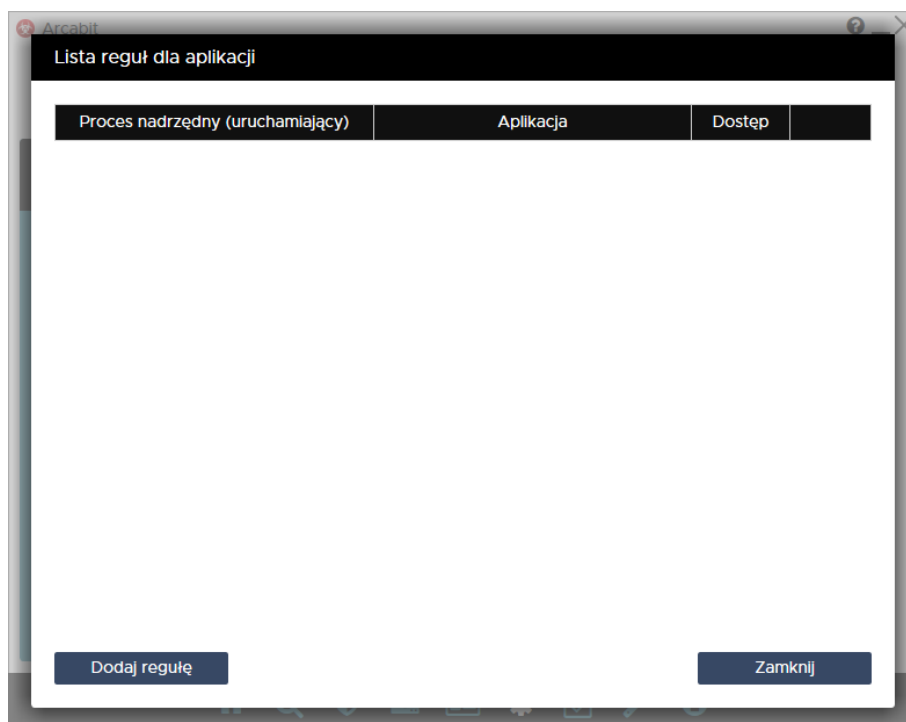 Arcabit
Lista reguł dla aplikacji
Proces nadrzędny (uruchamiający) Aplikacja Dostęp
Dodaj regułę Zamknij